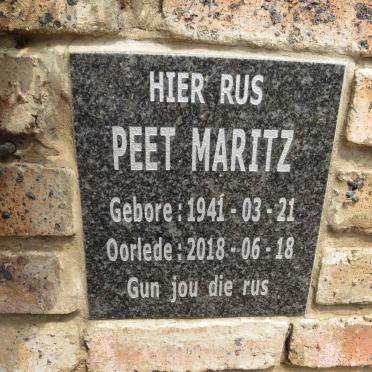 HIER RUS
PEET MARITZ
Gebore : 1941 - 03 - 21
Oorlede : 2018 - 06 - 18
Gun jou die rus